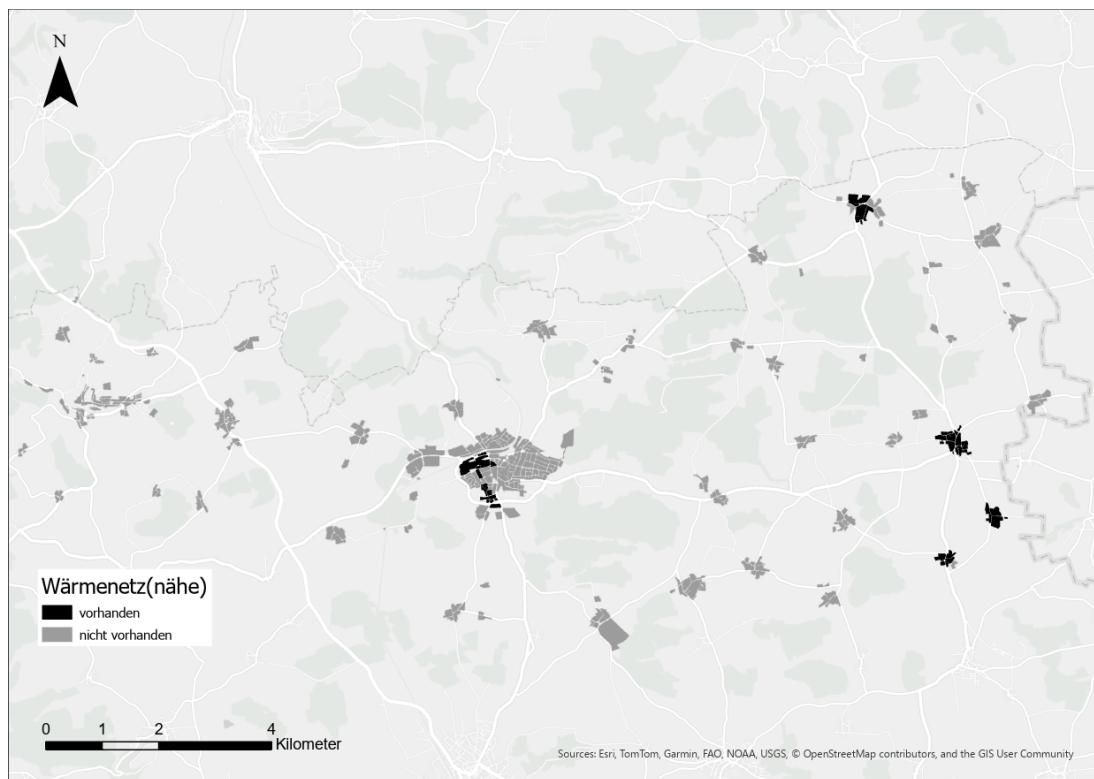 N
Wärmenetz(nähe)
vorhanden
nicht vorhanden
0 1 2 4
Kilometer
Sources: Esri, TomTom, Garmin, FAO, NOAA, USGS, © OpenStreetMap contributors, and the GIS User Community